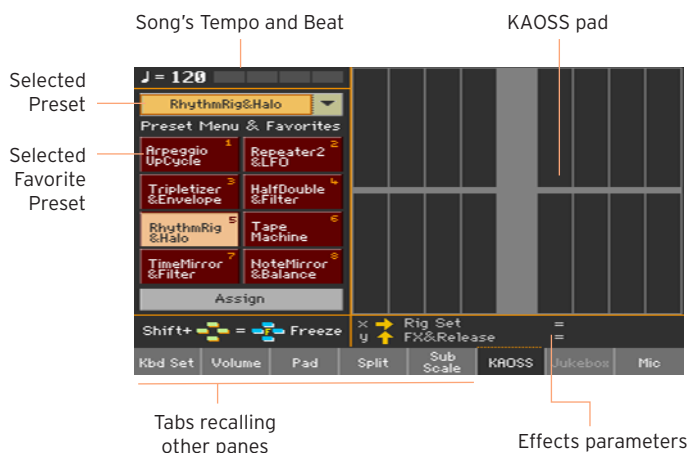 Song's Tempo and Beat
KAOSS pad
Selected
Preset
Selected
Favorite
Preset
♩ = 120
RhythmRig&Halo
Preset Menu & Favorites
Arpeggio
UpCycle
1
Repeater2
&LFO
2
Tripletizer
&Envelope
3
HalfDouble
&Filter
4
RhythmRig
&Halo
5
Tape
Machine
6
TimeMirror
&Filter
7
NoteMirror
&Balance
8
Assign
Shift+ = F Freeze
x Rig Set =
y FX&Release =
Kbd Set
Volume
Pad
Split
Sub
Scale
KAOSS
Jukebox
Mic
Tabs recalling
other panes
Effects parameters